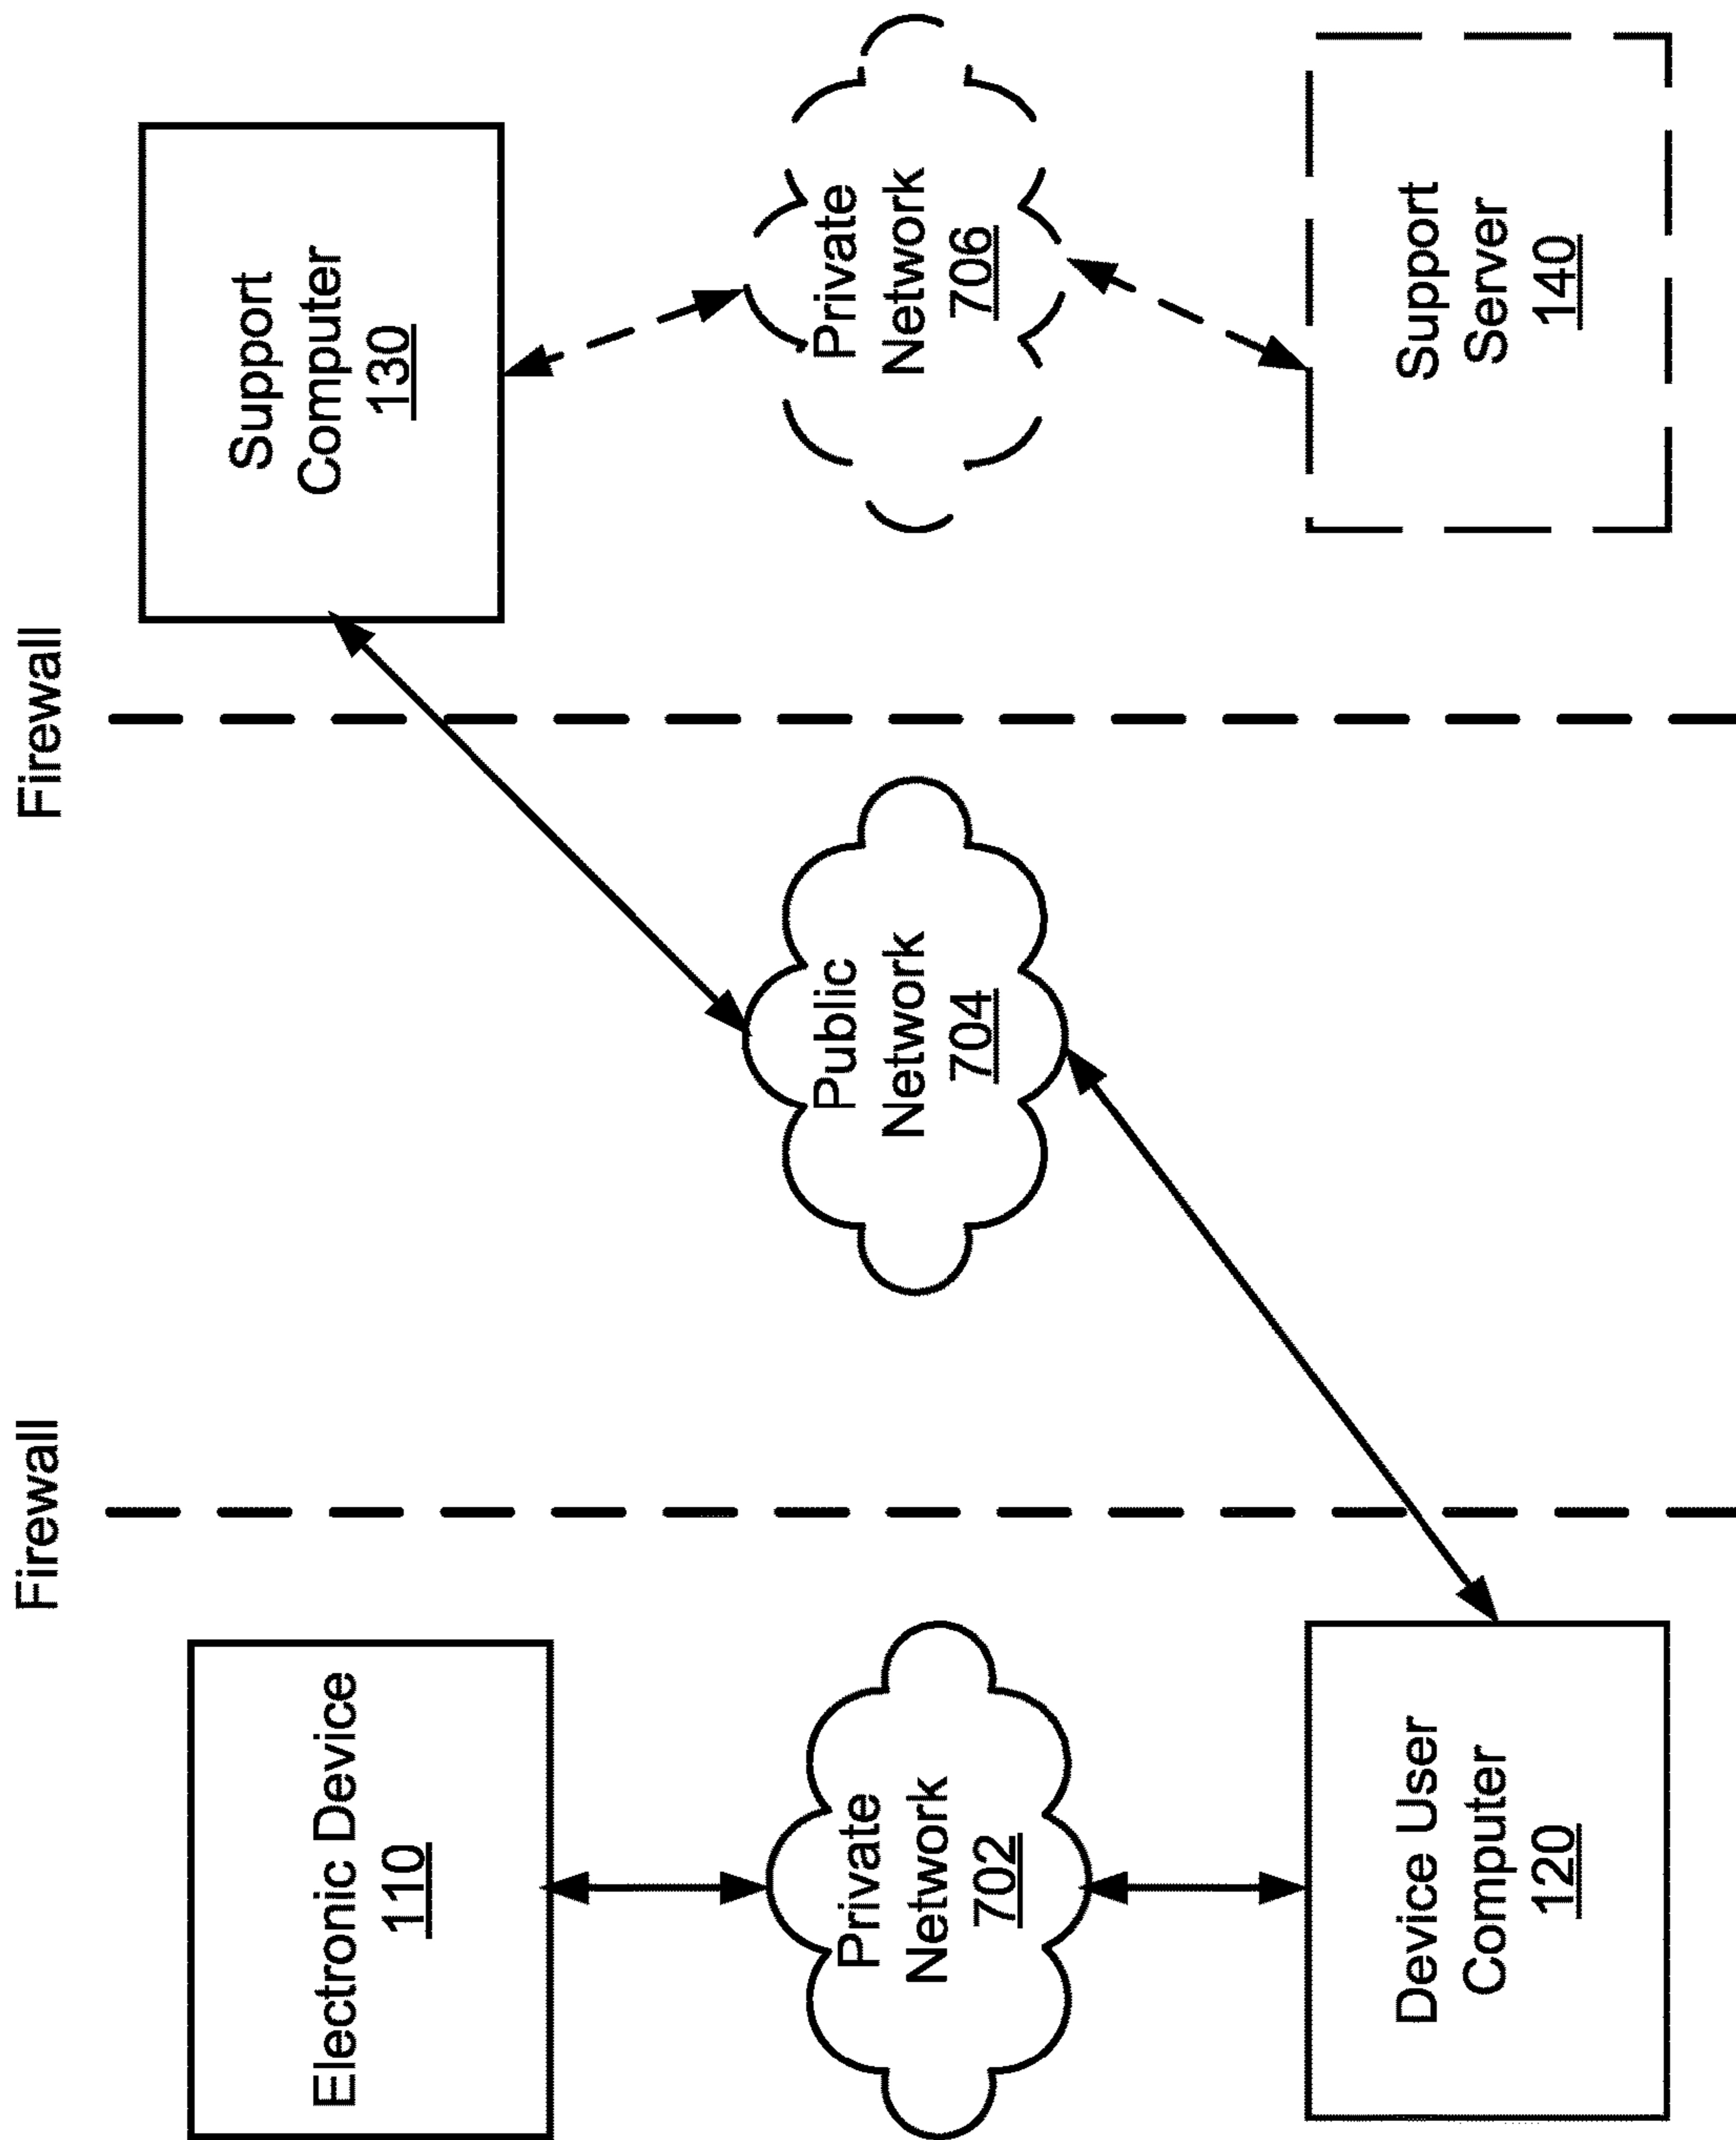 Firewall
Firewall
Electronic Device
110
Private
Network
702
Device User
Computer
120
Public
Network
704
Support
Computer
130
Private
Network
706
Support
Server
140